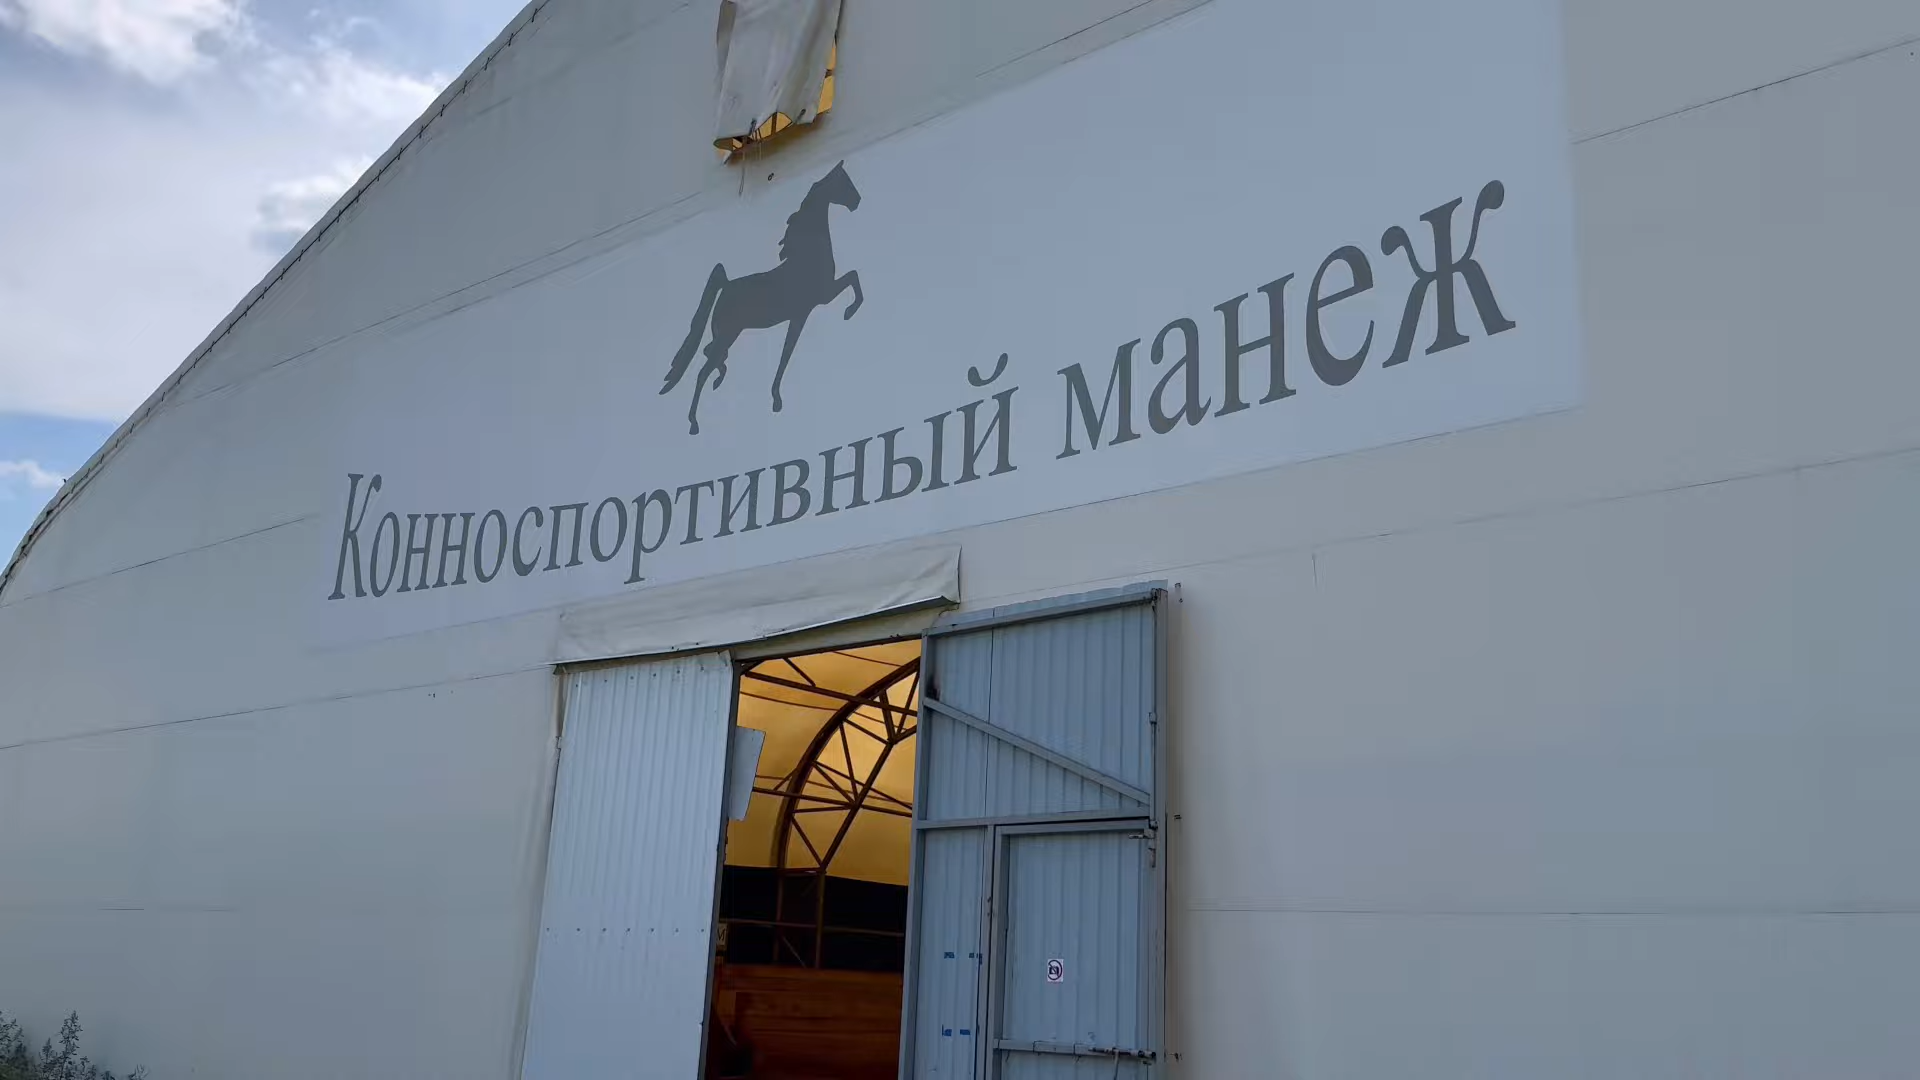 Конноспортивный манеж